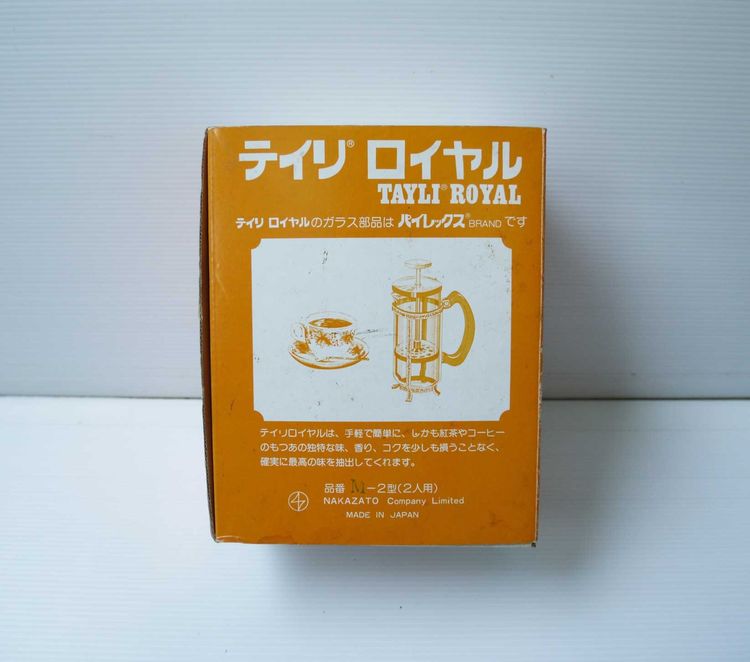 テイリ® ロイヤル
TAYLI® ROYAL
テイリ ロイヤルのガラス部品は パイレックス® BRAND です
テイリロイヤルは、手軽で簡単に、しかも紅茶やコーヒー
のもつあの独特な味、香り、コクを少しも損うことなく、
確実に最高の味を抽出してくれます。
品番 M-2型(2人用)
NAKAZATO Company Limited
MADE IN JAPAN